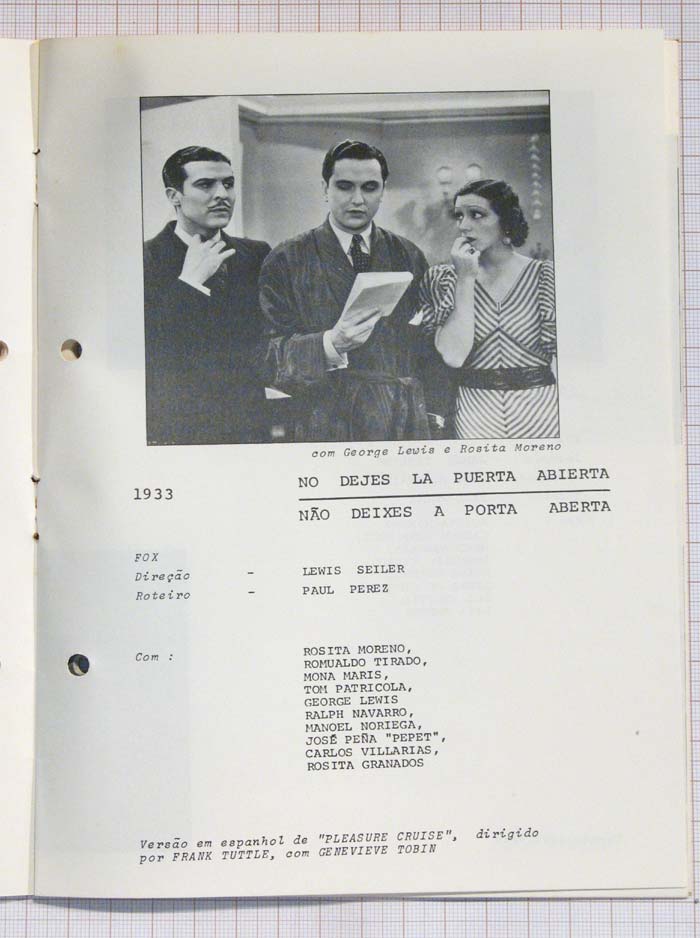 com George Lewis e Rosita Moreno
1933
NO DEJES LA PUERTA ABIERTA
NÃO DEIXES A PORTA ABERTA
FOX
Direção - LEWIS SEILER
Roteiro - PAUL PEREZ
Com : ROSITA MORENO,
ROMUALDO TIRADO,
MONA MARIS,
TOM PATRICOLA,
GEORGE LEWIS
RALPH NAVARRO,
MANOEL NORIEGA,
JOSÉ PEÑA "PEPET",
CARLOS VILLARIAS,
ROSITA GRANADOS
Versão em espanhol de "PLEASURE CRUISE", dirigido
por FRANK TUTTLE, com GENEVIEVE TOBIN